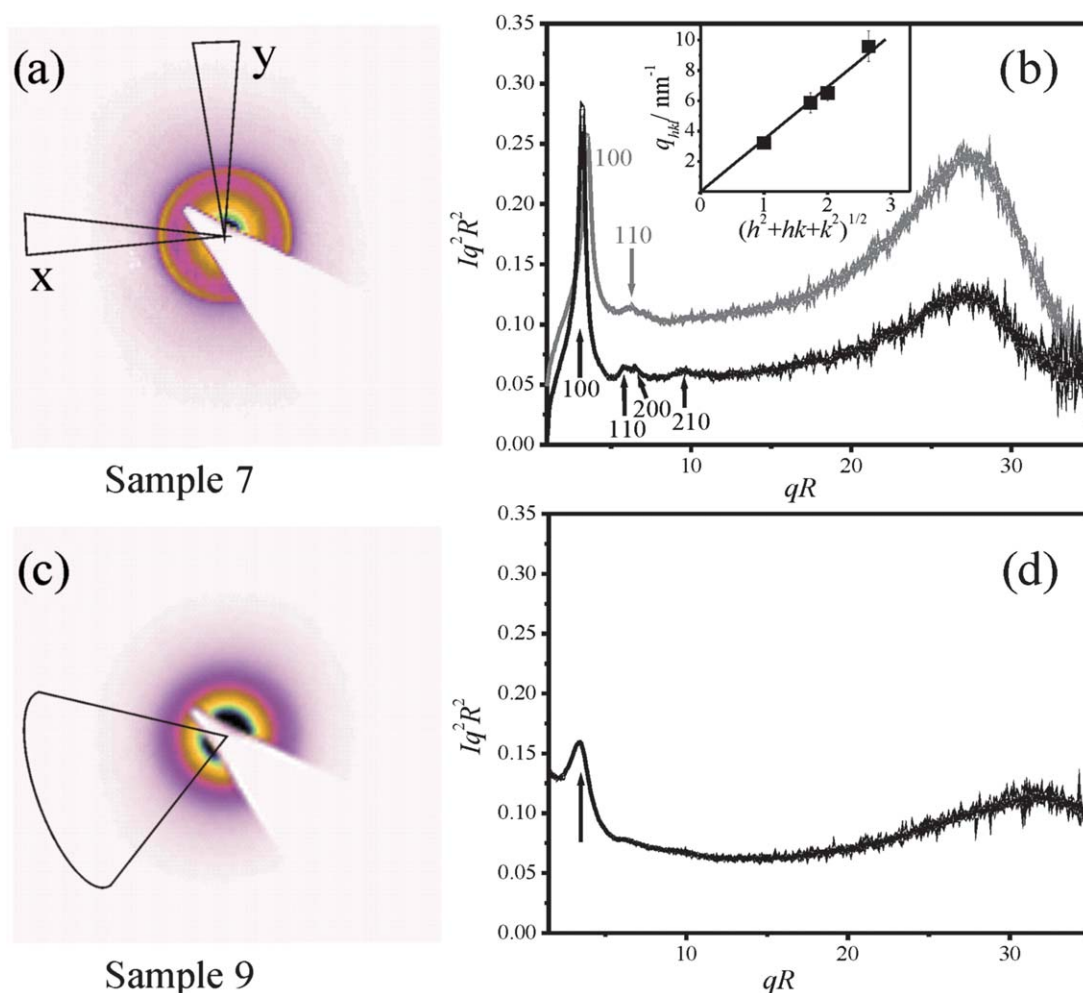 (a)
y
x
Sample 7
(b)
0.35
0.30
0.25
0.20
0.15
0.10
0.05
0.00
Iq²R²
10
20
30
qR
100
110
100
110
200
210
10
8
6
4
2
q_hkl / nm⁻¹
0
1
2
3
(h²+hk+k²)^1/2
(c)
Sample 9
(d)
0.35
0.30
0.25
0.20
0.15
0.10
0.05
0.00
Iq²R²
10
20
30
qR